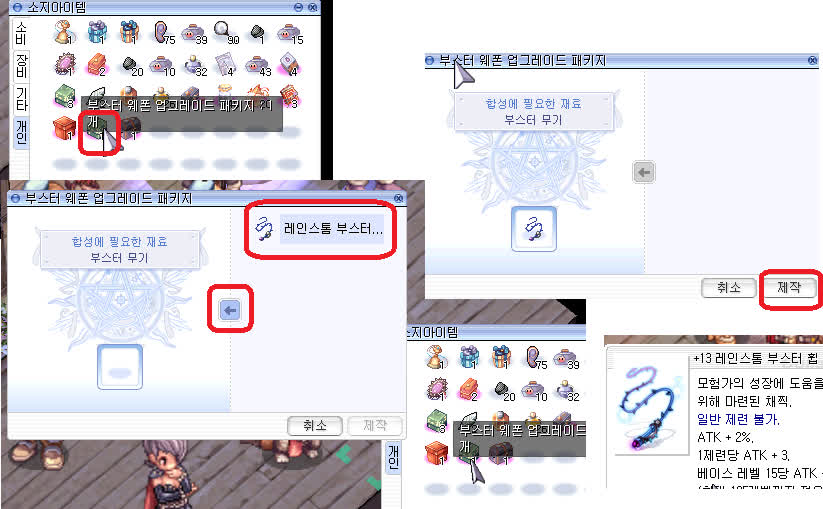 소지아이템
소비
장비
기타
개인
1
1
1
75
39
90
1
15
1
2
20
10
32
4
43
4
3
3
부스터 웨폰 업그레이드 패키지 : 1
개
1
1
1
부스터 웨폰 업그레이드 패키지
합성에 필요한 재료
부스터 무기
취소
제작
부스터 웨폰 업그레이드 패키지
합성에 필요한 재료
부스터 무기
레인스톰 부스터...
취소
제작
소지아이템
1
1
1
75
39
1
2
20
10
32
3
부스터 웨폰 업그레이드
개
1
1
1
개인
+13 레인스톰 부스터 휩
모험가의 성장에 도움을
위해 마련된 채찍.
일반 제련 불가.
ATK + 2%.
1제련당 ATK + 3.
베이스 레벨 15당 ATK